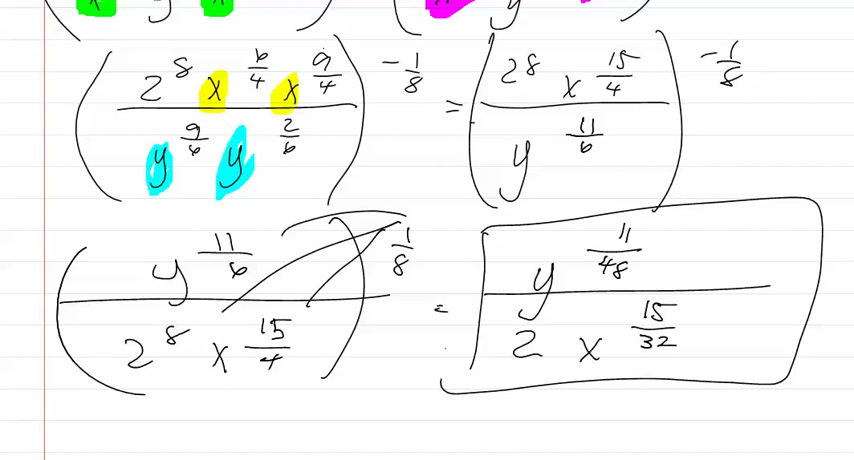 y
(2^8 x^(6/4) x^(9/4) / y^(9/6) y^(2/6))^(-1/8) = (2^8 x^(15/4) / y^(11/6))^(-1/8)
(y^(11/6) / 2^8 x^(15/4))^(1/8) = y^(11/48) / 2 x^(15/32)